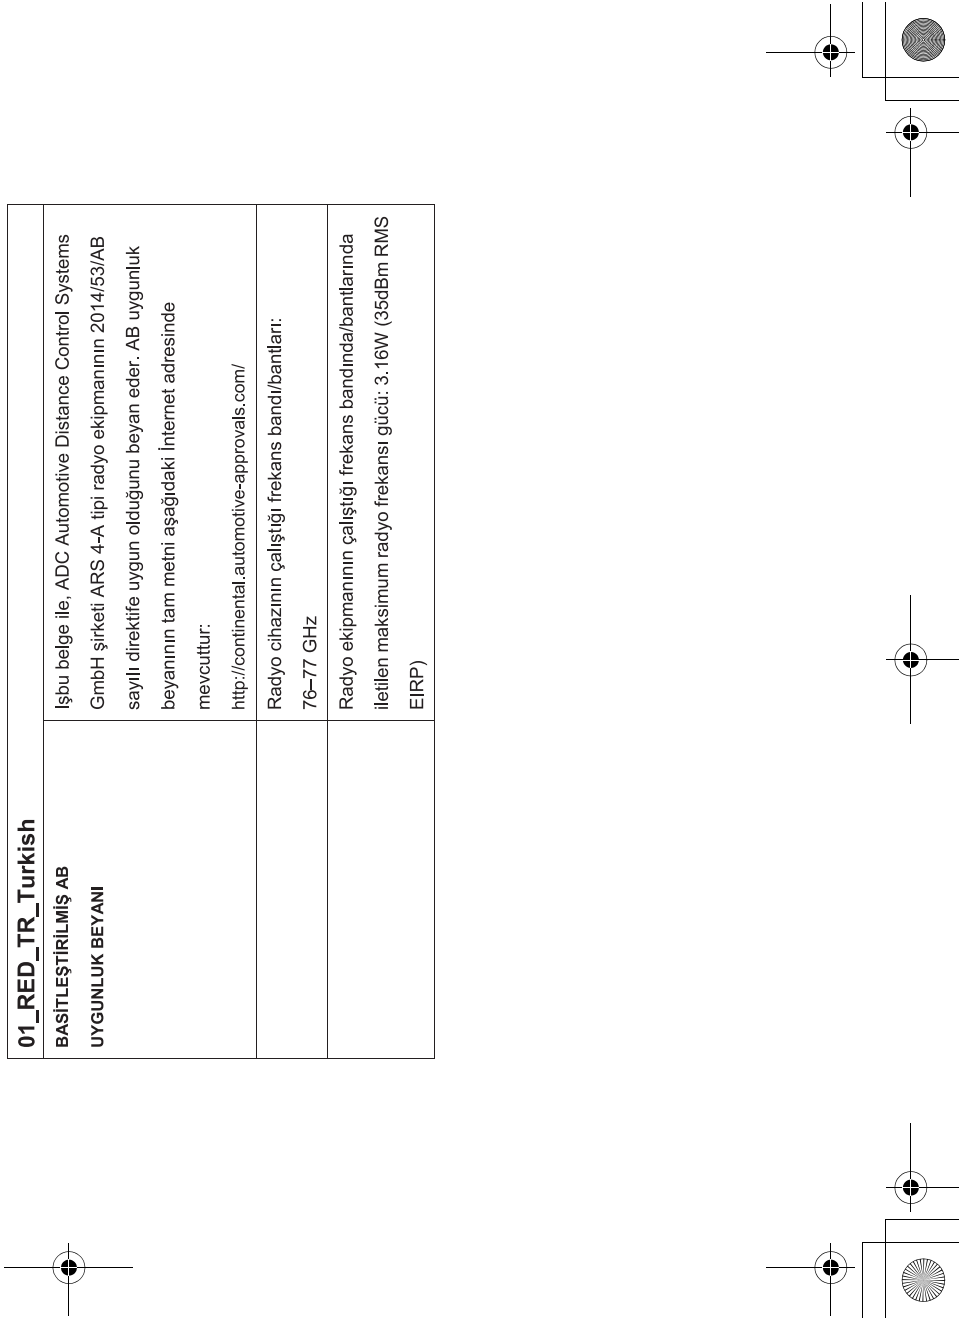 01_RED_TR_Turkish
BASİTLEŞTİRİLMİŞ AB
UYGUNLUK BEYANI
İşbu belge ile, ADC Automotive Distance Control Systems
GmbH şirketi ARS 4-A tipi radyo ekipmanının 2014/53/AB
sayılı direktife uygun olduğunu beyan eder. AB uygunluk
beyanının tam metni aşağıdaki İnternet adresinde
mevcuttur:
http://continental.automotive-approvals.com/
Radyo cihazının çalıştığı frekans bandı/bantları:
76–77 GHz
Radyo ekipmanının çalıştığı frekans bandında/bantlarında
iletilen maksimum radyo frekansı gücü: 3.16W (35dBm RMS
EIRP)